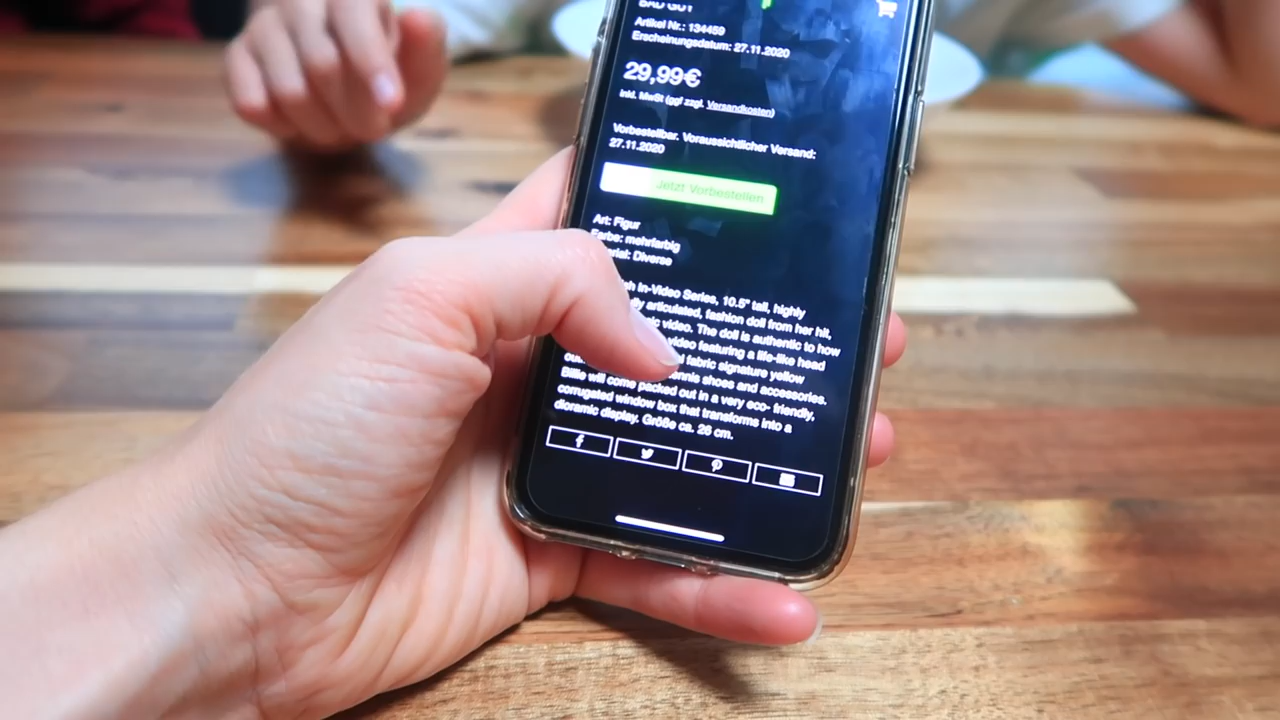 BAD GUY
Artikel Nr.: 134459
Erscheinungsdatum: 27.11.2020
29,99€
inkl. MwSt (ggf zzgl. Versandkosten)
Vorbestellbar. Voraussichtlicher Versand:
27.11.2020
Jetzt Vorbestellen
Art: Figur
Farbe: mehrfarbig
Diverse
In-Video Series, 10.5" tall, highly
articulated, fashion doll from her hit,
video. The doll is authentic to how
video featuring a life-like head
fabric signature yellow
shoes and accessories.
Billie will come packed out in a very eco- friendly,
corrugated window box that transforms into a
dioramic display. Größe ca. 26 cm.